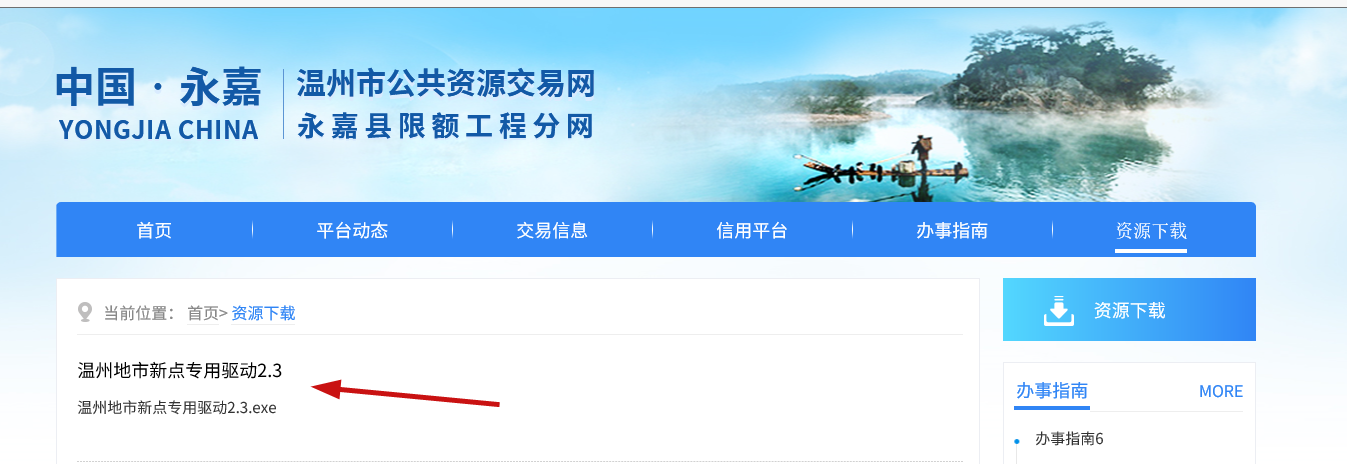 中国·永嘉
YONGJIA CHINA
温州市公共资源交易网
永嘉县限额工程分网
首页
平台动态
交易信息
信用平台
办事指南
资源下载
当前位置： 首页> 资源下载
温州地市新点专用驱动2.3
温州地市新点专用驱动2.3.exe
资源下载
办事指南 MORE
办事指南6